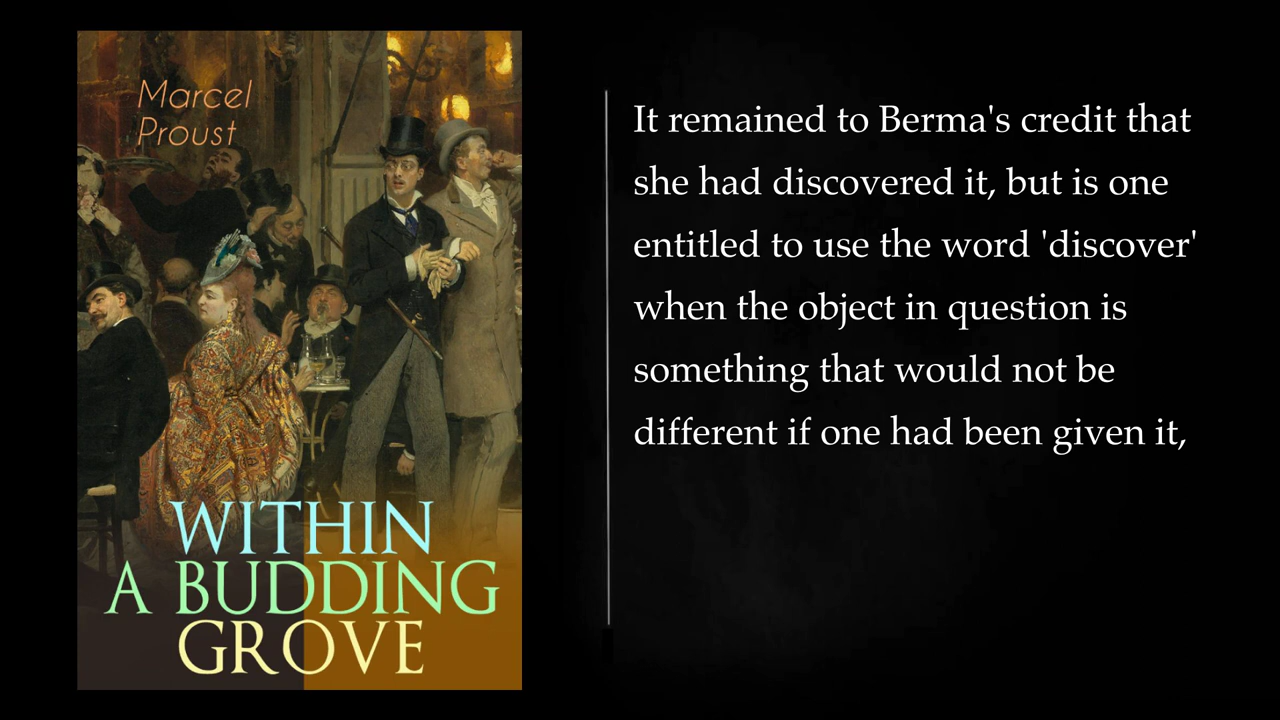 Marcel
Proust
WITHIN
A BUDDING
GROVE
It remained to Berma's credit that
she had discovered it, but is one
entitled to use the word 'discover'
when the object in question is
something that would not be
different if one had been given it,